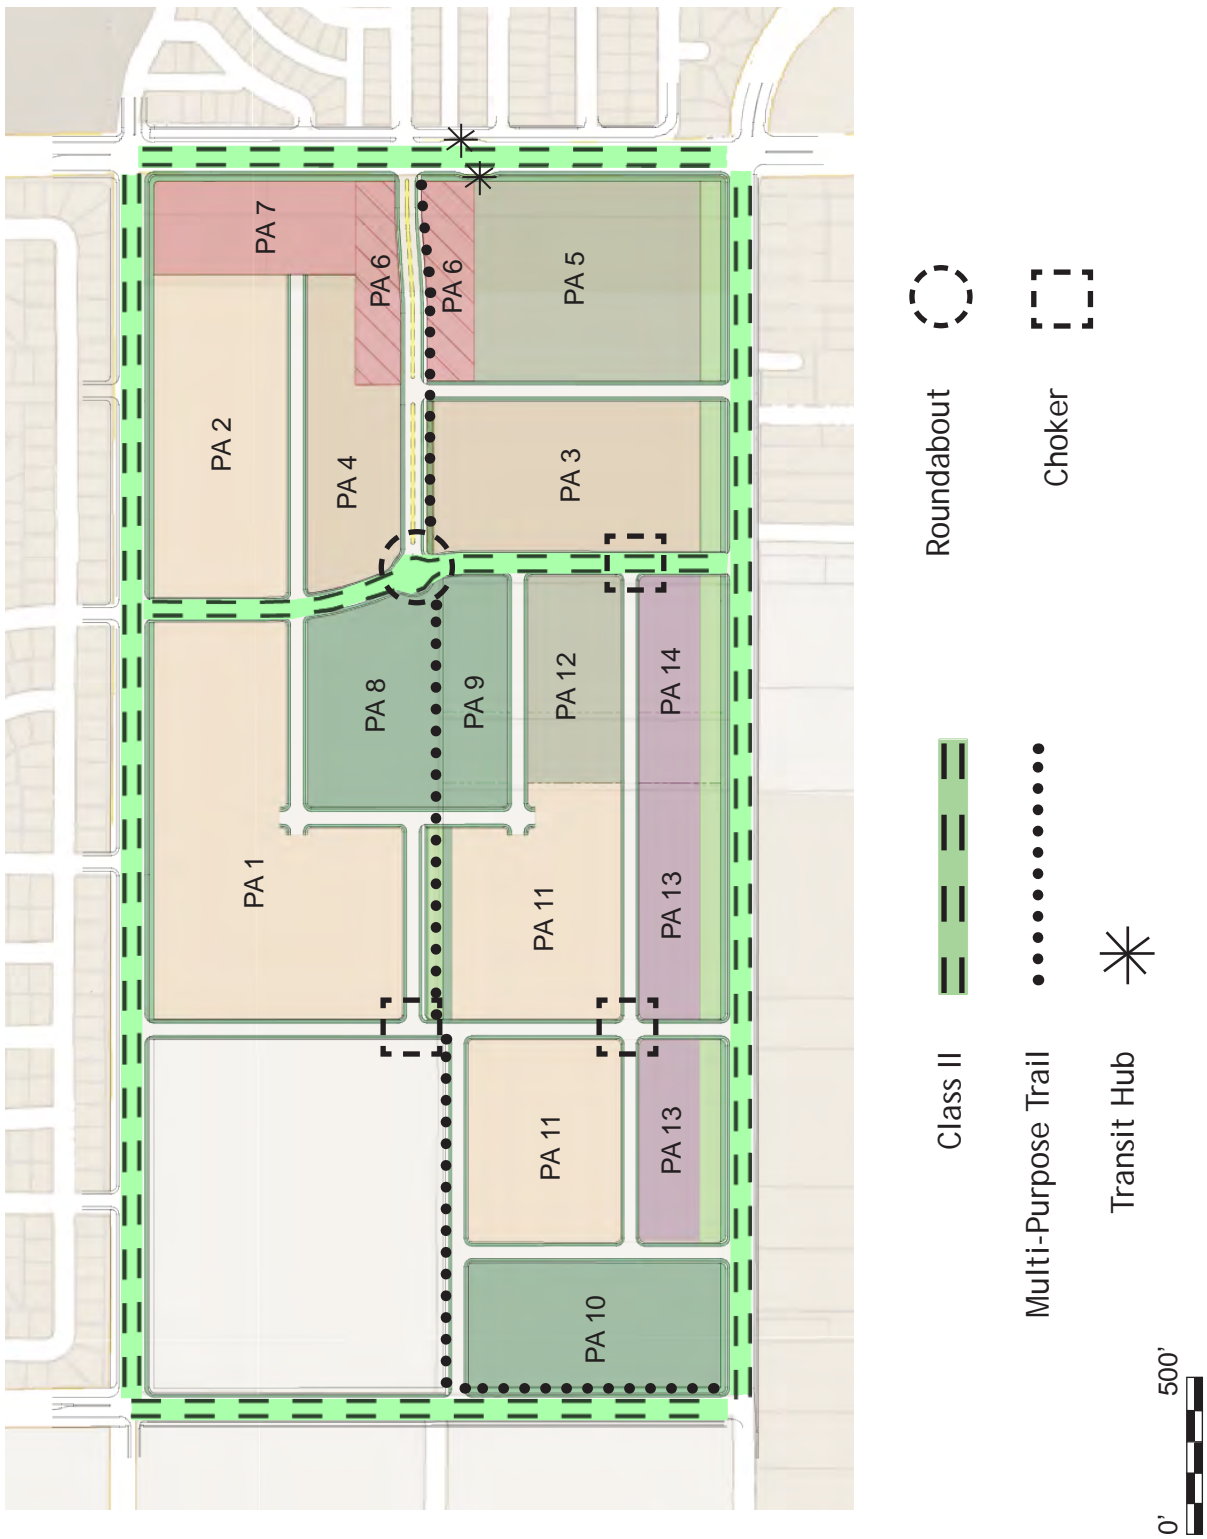 PA 7
PA 6
PA 6
PA 5
PA 2
PA 4
PA 3
PA 8
PA 9
PA 12
PA 14
PA 1
PA 11
PA 13
PA 11
PA 13
PA 10
Roundabout
Choker
Class II
Multi-Purpose Trail
Transit Hub
0'
500'